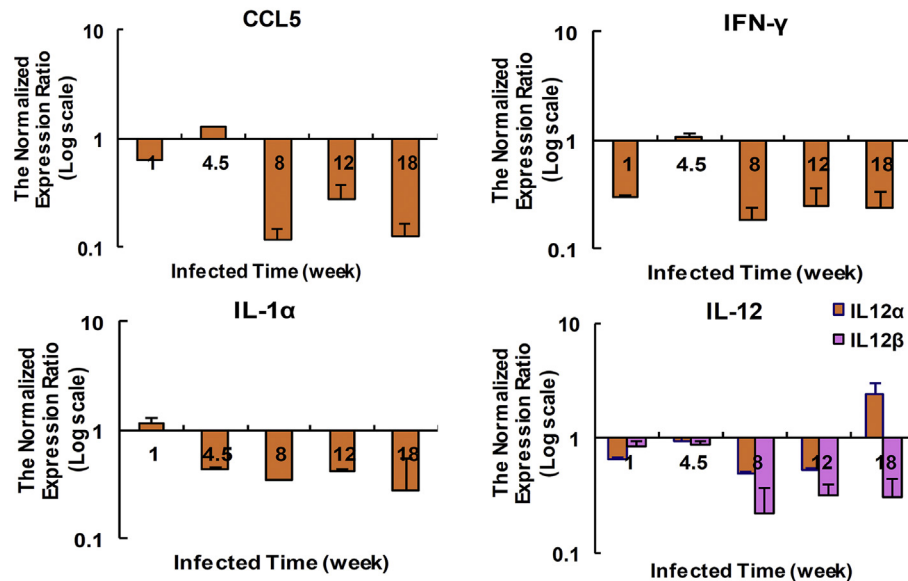 CCL5
The Normalized
Expression Ratio
(Log scale)
10
1
0.1
1 4.5 8 12 18
Infected Time (week)
IFN-γ
The Normalized
Expression Ratio
(Log scale)
10
1
0.1
1 4.5 8 12 18
Infected Time (week)
IL-1α
The Normalized
Expression Ratio
(Log scale)
10
1
0.1
1 4.5 8 12 18
Infected Time (week)
IL-12
IL12α
IL12β
The Normalized
Expression Ratio
(Log scale)
10
1
0.1
1 4.5 8 12 18
Infected Time (week)